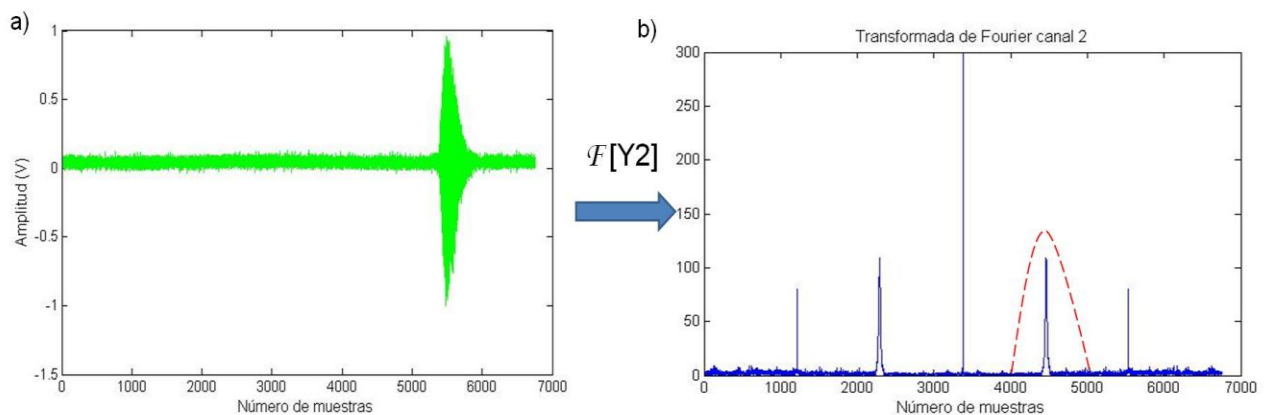 a)
1
0.5
0
-0.5
-1
-1.5
Amplitud (V)
0 1000 2000 3000 4000 5000 6000 7000
Número de muestras
ℱ[Y2]
b)
Transformada de Fourier canal 2
300
250
200
150
100
50
0
0 1000 2000 3000 4000 5000 6000 7000
Número de muestras